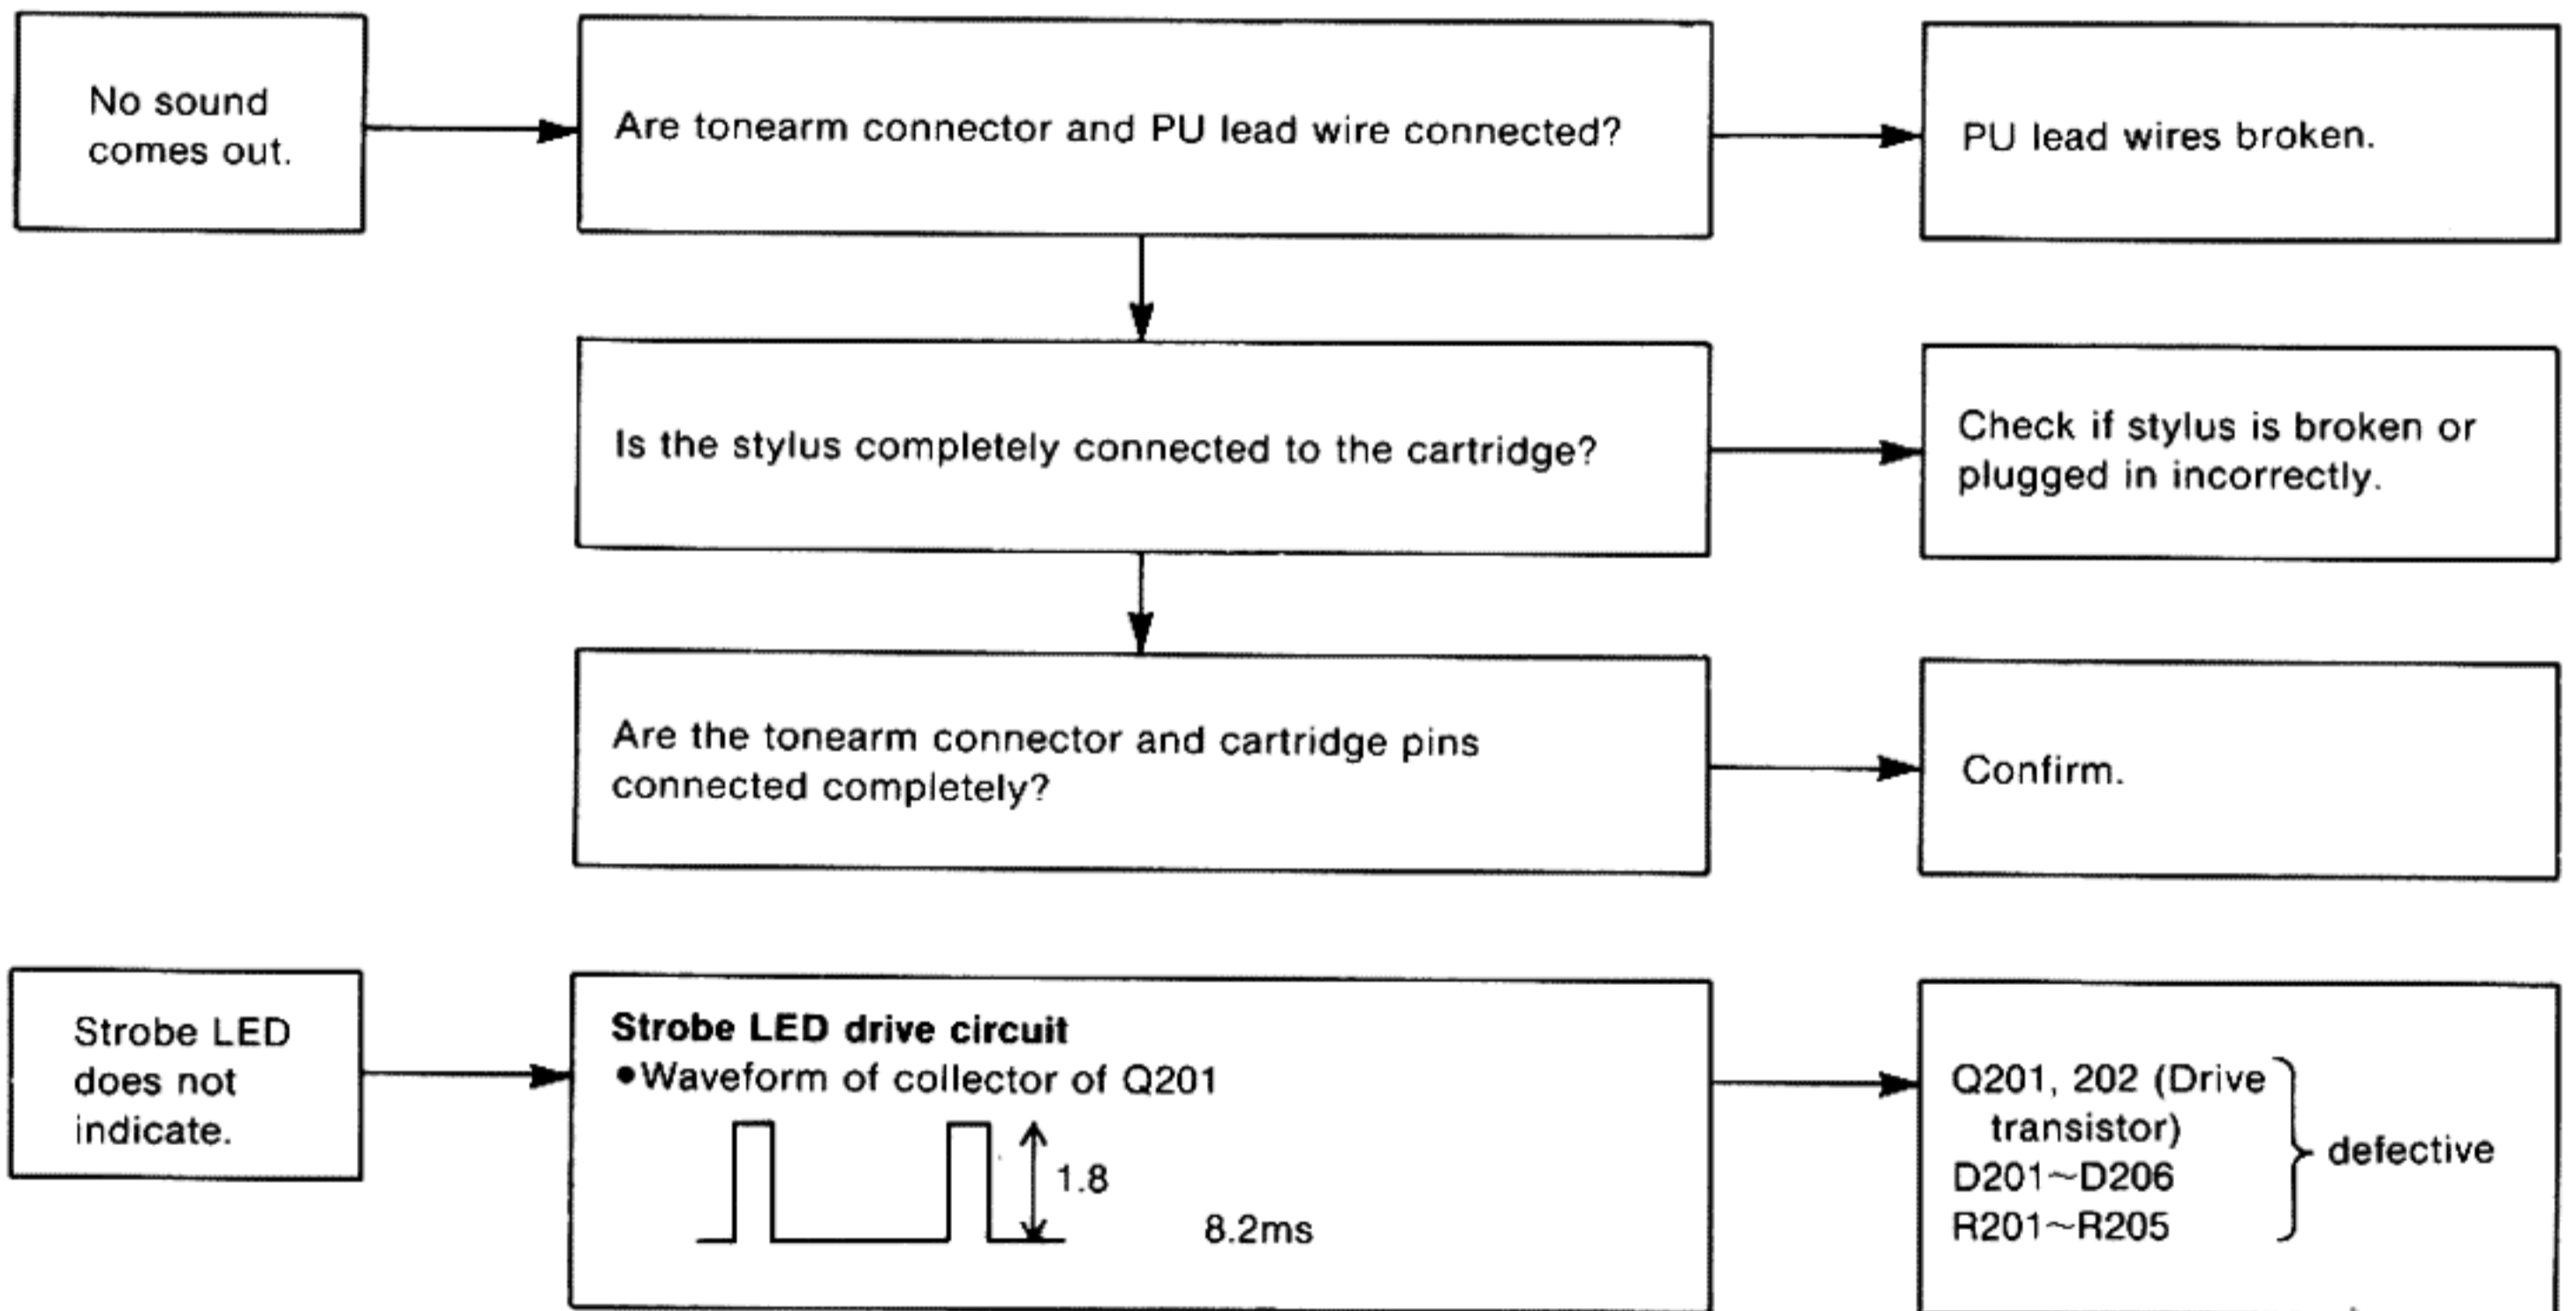 No sound
comes out.
Are tonearm connector and PU lead wire connected?
PU lead wires broken.
Is the stylus completely connected to the cartridge?
Check if stylus is broken or
plugged in incorrectly.
Are the tonearm connector and cartridge pins
connected completely?
Confirm.
Strobe LED
does not
indicate.
Strobe LED drive circuit
●Waveform of collector of Q201
1.8
8.2ms
Q201, 202 (Drive
transistor)
D201~D206
R201~R205
defective